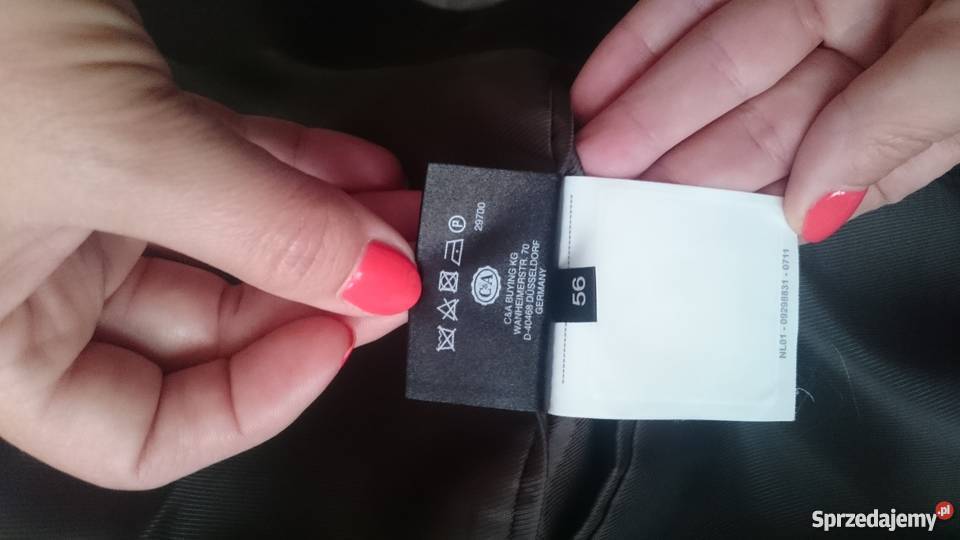 P
29700
C&A
C&A BUYING KG
WANHEIMERSTR. 70
D-40468 DÜSSELDORF
GERMANY
56
NL01 - 09298831 - 0711
Sprzedajemy.pl